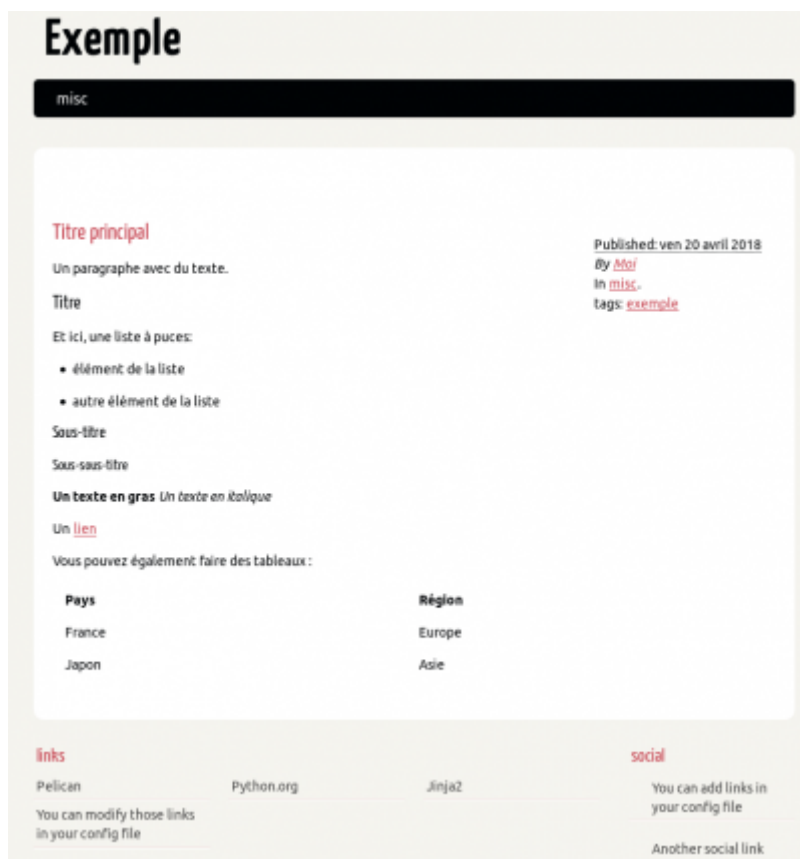 Exemple
misc
Titre principal
Published: ven 20 avril 2018
By Moi
In misc.
tags: exemple
Un paragraphe avec du texte.
Titre
Et ici, une liste à puces:
• élément de la liste
• autre élément de la liste
Sous-titre
Sous-sous-titre
Un texte en gras Un texte en italique
Un lien
Vous pouvez également faire des tableaux :
Pays Région
France Europe
Japon Asie
links
Pelican Python.org Jinja2
You can modify those links
in your config file
social
You can add links in
your config file
Another social link